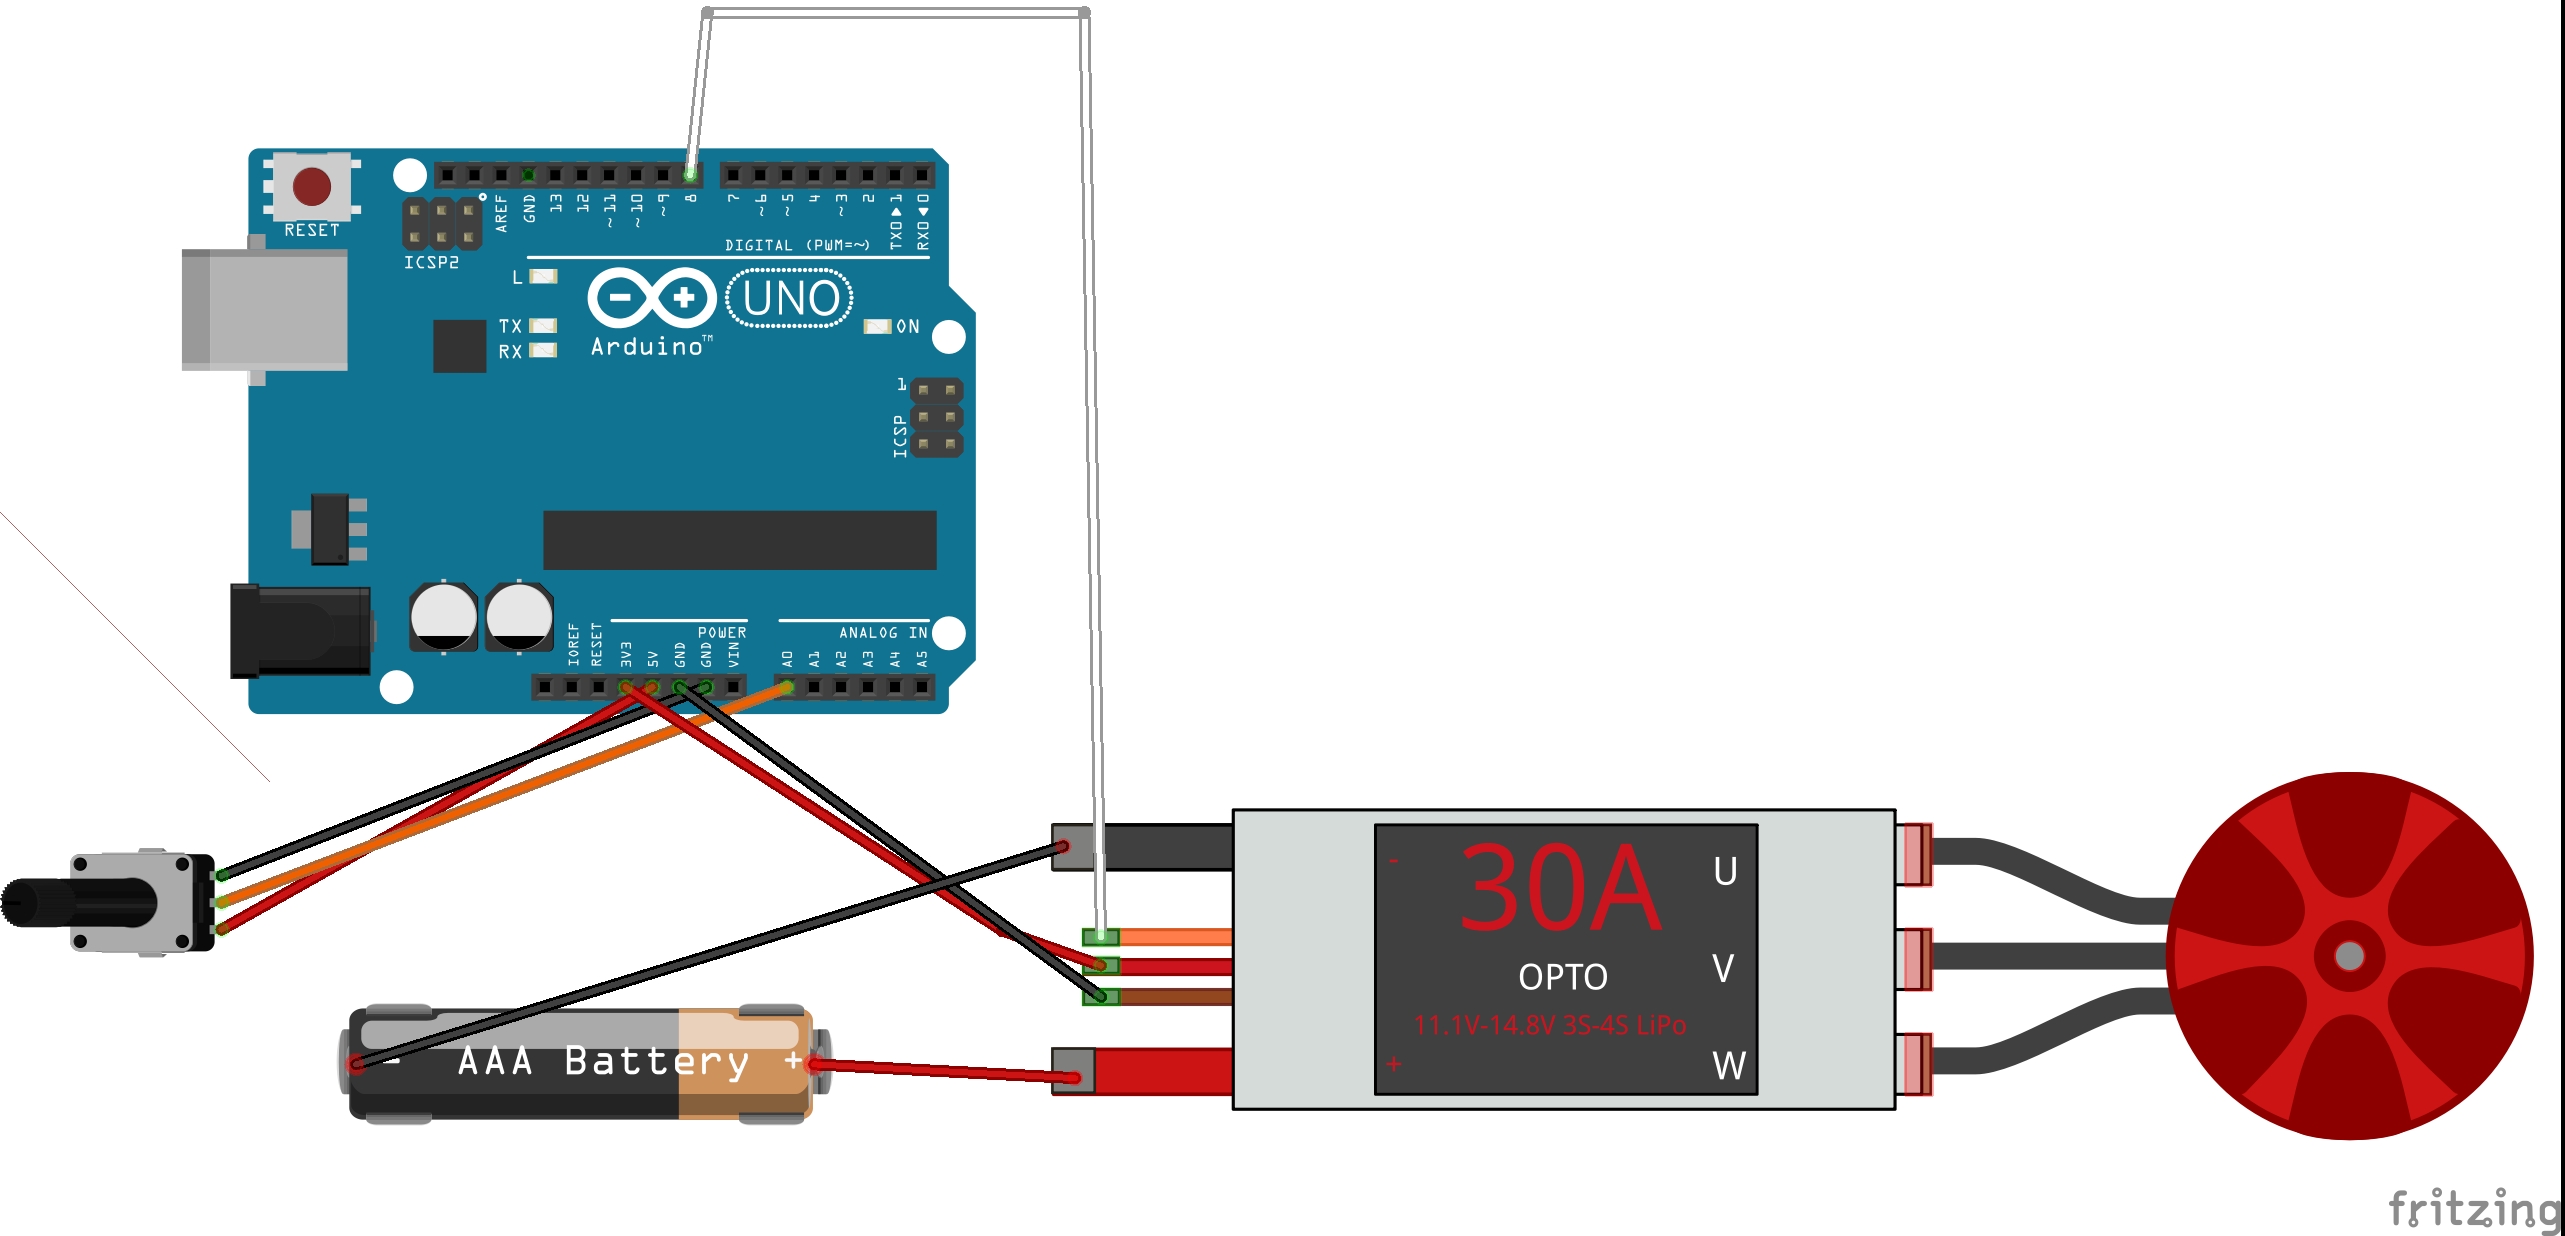 RESET
ICSP2
AREF
GND
13
12
~11
~10
~9
8
7
~6
~5
4
~3
2
TX0▶1
RX0◀0
DIGITAL (PWM=~)
L
TX
RX
Arduino™
UNO
ON
1
ICSP
IOREF
RESET
3V3
5V
GND
GND
VIN
POWER
ANALOG IN
A0
A1
A2
A3
A4
A5
- AAA Battery +
-
30A
OPTO
11.1V-14.8V 3S-4S LiPo
+
U
V
W
fritzing